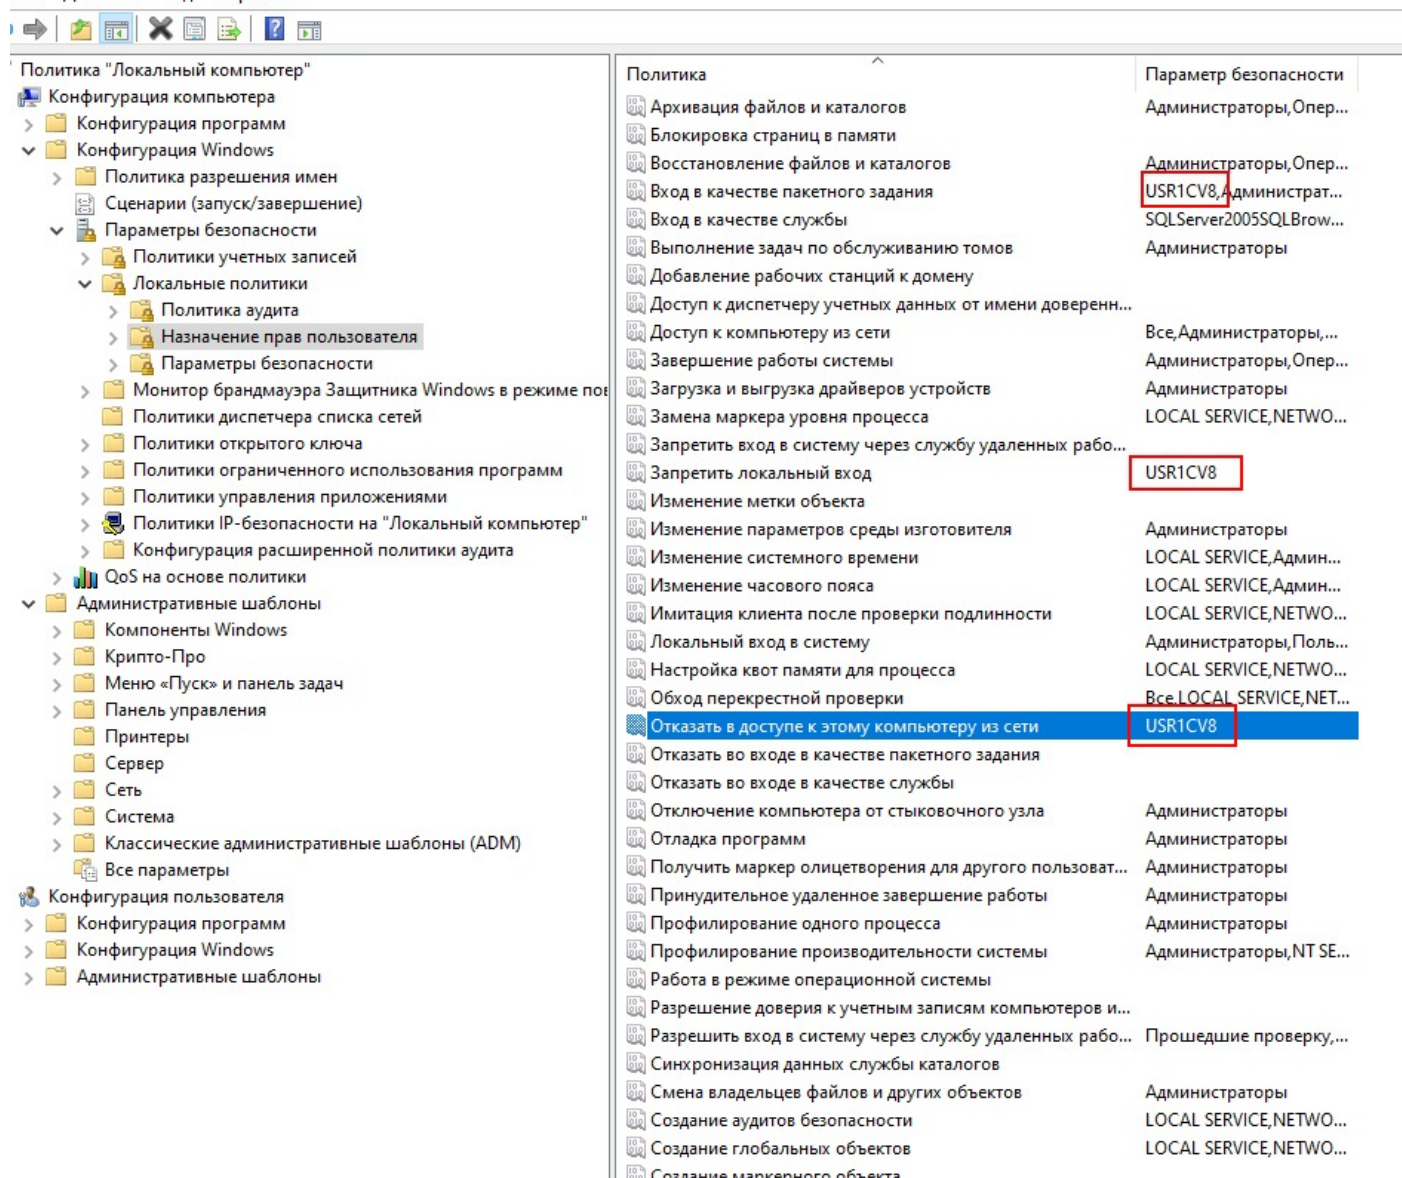 Политика "Локальный компьютер"
Конфигурация компьютера
Конфигурация программ
Конфигурация Windows
Политика разрешения имен
Сценарии (запуск/завершение)
Параметры безопасности
Политики учетных записей
Локальные политики
Политика аудита
Назначение прав пользователя
Параметры безопасности
Монитор брандмауэра Защитника Windows в режиме пов
Политики диспетчера списка сетей
Политики открытого ключа
Политики ограниченного использования программ
Политики управления приложениями
Политики IP-безопасности на "Локальный компьютер"
Конфигурация расширенной политики аудита
QoS на основе политики
Административные шаблоны
Компоненты Windows
Крипто-Про
Меню «Пуск» и панель задач
Панель управления
Принтеры
Сервер
Сеть
Система
Классические административные шаблоны (ADM)
Все параметры
Конфигурация пользователя
Конфигурация программ
Конфигурация Windows
Административные шаблоны
Политика Параметр безопасности
Архивация файлов и каталогов Администраторы,Опер...
Блокировка страниц в памяти
Восстановление файлов и каталогов Администраторы,Опер...
Вход в качестве пакетного задания USR1CV8,Администрат...
Вход в качестве службы SQLServer2005SQLBrow...
Выполнение задач по обслуживанию томов Администраторы
Добавление рабочих станций к домену
Доступ к диспетчеру учетных данных от имени доверенн...
Доступ к компьютеру из сети Все,Администраторы,...
Завершение работы системы Администраторы,Опер...
Загрузка и выгрузка драйверов устройств Администраторы
Замена маркера уровня процесса LOCAL SERVICE,NETWO...
Запретить вход в систему через службу удаленных рабо...
Запретить локальный вход USR1CV8
Изменение метки объекта
Изменение параметров среды изготовителя Администраторы
Изменение системного времени LOCAL SERVICE,Админ...
Изменение часового пояса LOCAL SERVICE,Админ...
Имитация клиента после проверки подлинности LOCAL SERVICE,NETWO...
Локальный вход в систему Администраторы,Поль...
Настройка квот памяти для процесса LOCAL SERVICE,NETWO...
Обход перекрестной проверки Все,LOCAL SERVICE,NET...
Отказать в доступе к этому компьютеру из сети USR1CV8
Отказать во входе в качестве пакетного задания
Отказать во входе в качестве службы
Отключение компьютера от стыковочного узла Администраторы
Отладка программ Администраторы
Получить маркер олицетворения для другого пользоват... Администраторы
Принудительное удаленное завершение работы Администраторы
Профилирование одного процесса Администраторы
Профилирование производительности системы Администраторы,NT SE...
Работа в режиме операционной системы
Разрешение доверия к учетным записям компьютеров и...
Разрешить вход в систему через службу удаленных рабо... Прошедшие проверку,...
Синхронизация данных службы каталогов
Смена владельцев файлов и других объектов Администраторы
Создание аудитов безопасности LOCAL SERVICE,NETWO...
Создание глобальных объектов LOCAL SERVICE,NETWO...
Создание маркерного объекта